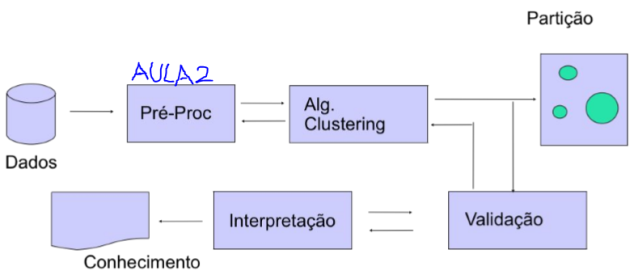 Partição
AULA2
Pré-Proc
Alg.
Clustering
Dados
Interpretação
Validação
Conhecimento